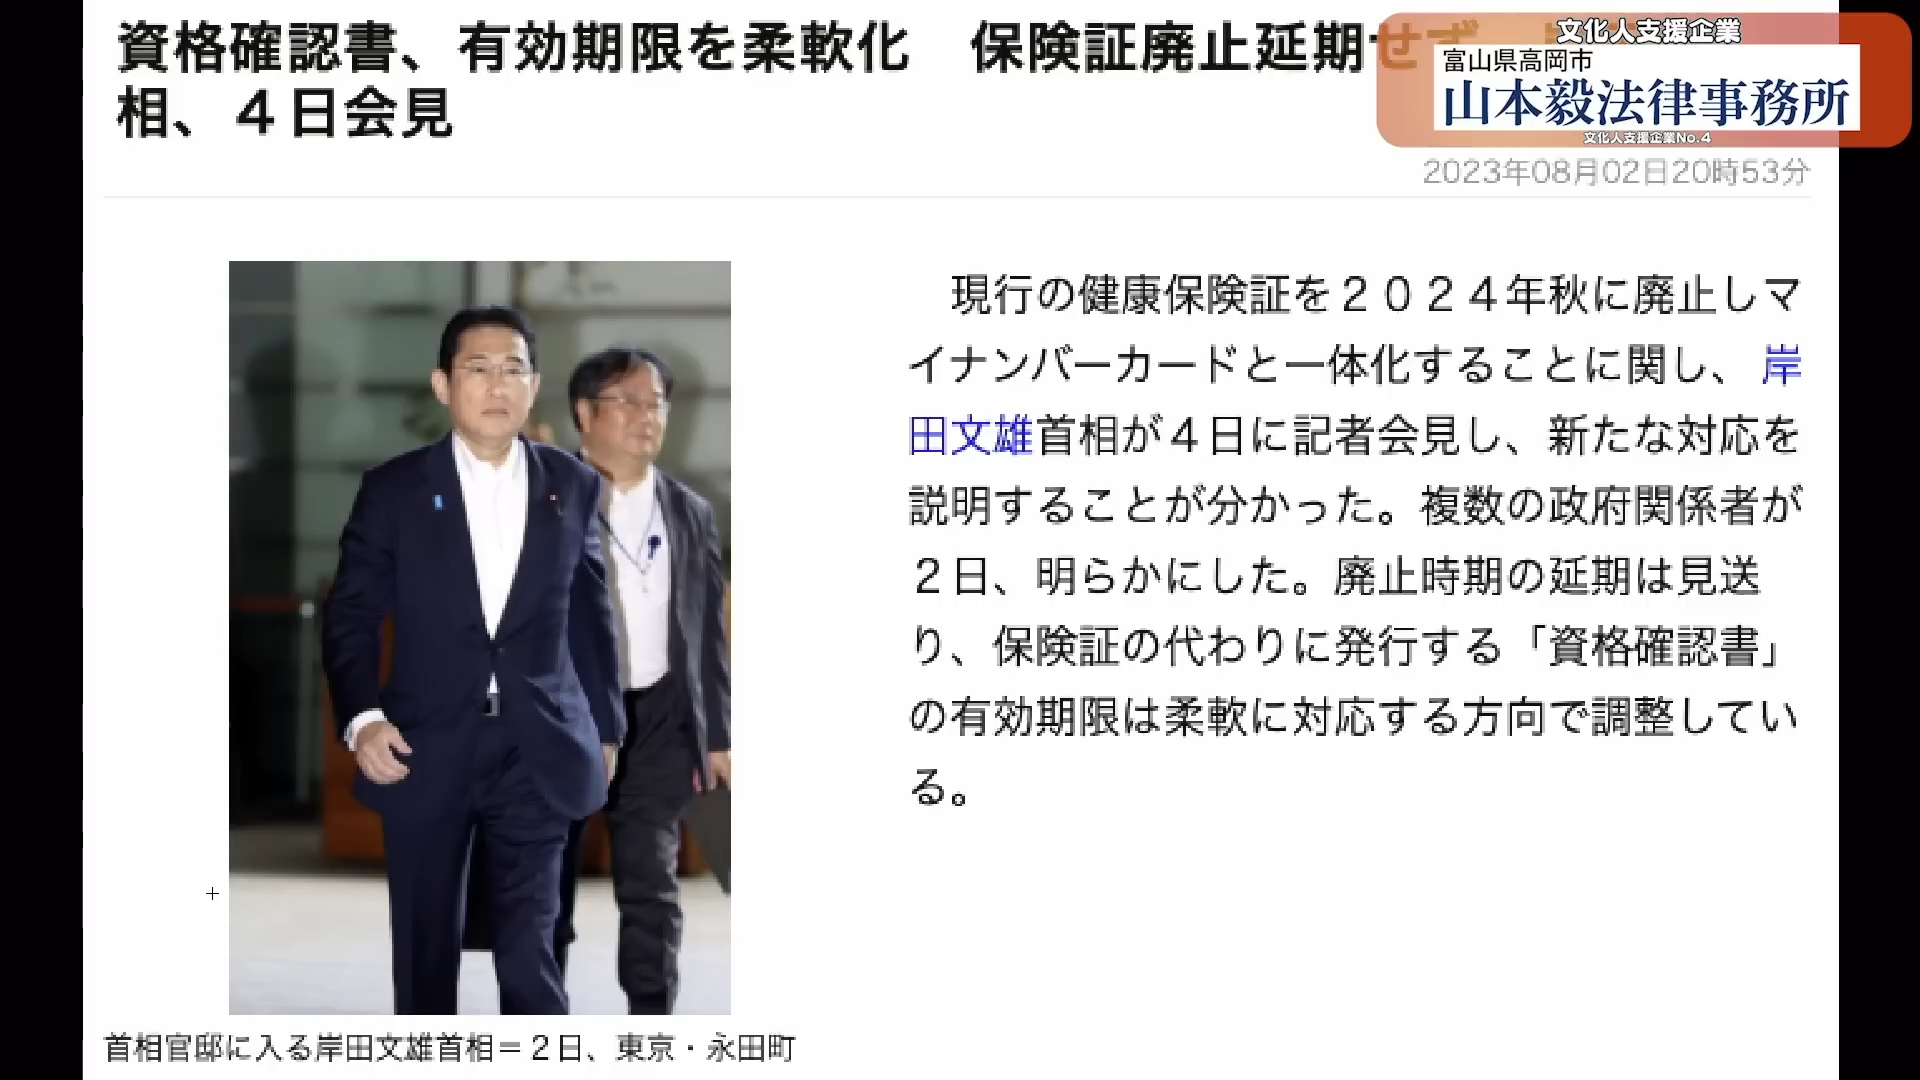 資格確認書、有効期限を柔軟化　保険証廃止延期せず
相、４日会見
文化人支援企業
富山県高岡市
山本毅法律事務所
文化人支援企業No.4
2023年08月02日20時53分
現行の健康保険証を２０２４年秋に廃止しマ
イナンバーカードと一体化することに関し、岸
田文雄首相が４日に記者会見し、新たな対応を
説明することが分かった。複数の政府関係者が
２日、明らかにした。廃止時期の延期は見送
り、保険証の代わりに発行する「資格確認書」
の有効期限は柔軟に対応する方向で調整してい
る。
首相官邸に入る岸田文雄首相＝２日、東京・永田町